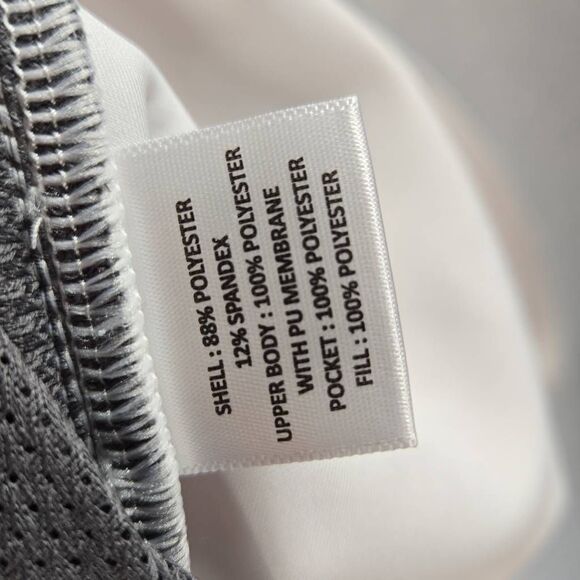 SHELL : 88% POLYESTER
12% SPANDEX
UPPER BODY : 100% POLYESTER
WITH PU MEMBRANE
POCKET : 100% POLYESTER
FILL : 100% POLYESTER